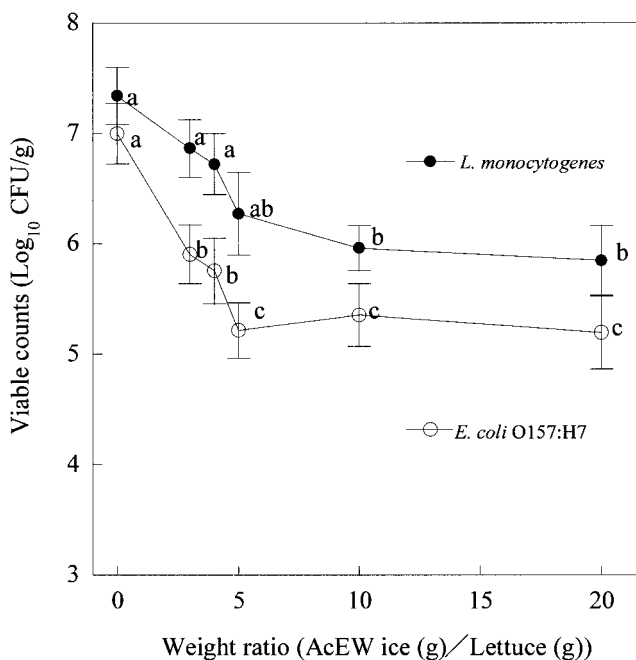 8
7
6
5
4
3
Viable counts (Log10 CFU/g)
a
a
a
ab
b
b
a
b
b
c
c
c
L. monocytogenes
E. coli O157:H7
0 5 10 15 20
Weight ratio (AcEW ice (g)/Lettuce (g))